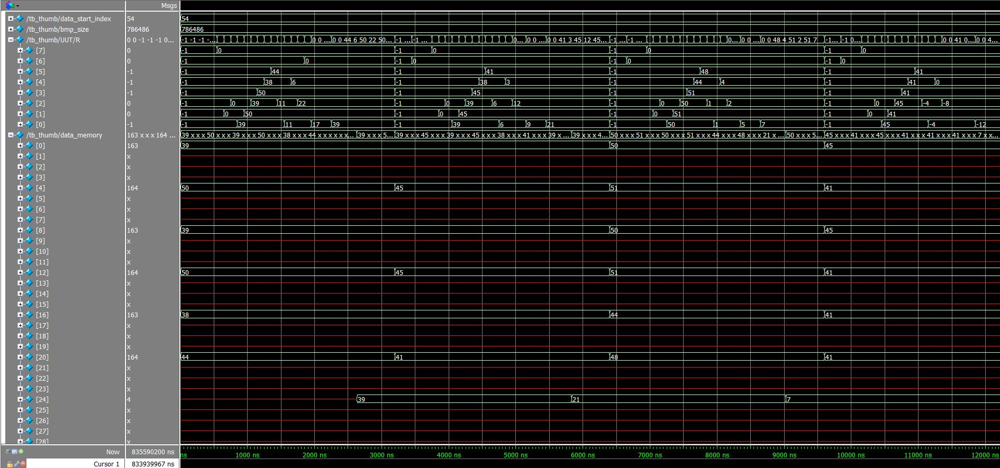 Msgs
/tb_thumb/data_start_index 54 54
/tb_thumb/bmp_size 786486 786486
/tb_thumb/UUT/R 0 0 -1 -1 -1 0... -1 -1 -1 -... 0 0 ... 0 0 44 6 50 22 50... -1 ... -1 ... 0... 0 0 ... 0 0 41 3 45 12 45... -1 ... -1 ... 0... 0 0 ... 0 0 48 4 51 2 51 7 -1... -1 0... 0 0 41 0... 0 0 4...
[7] 0 -1 0 -1 0 -1 0 -1 0
[6] 0 -1 0 -1 0 -1 0 -1 0
[5] -1 -1 44 -1 41 -1 48 -1 41
[4] -1 -1 38 6 -1 38 3 -1 44 4 -1 41 0
[3] -1 -1 50 -1 45 -1 51 -1 41
[2] 0 -1 0 39 11 22 -1 0 39 6 12 -1 0 50 1 2 -1 0 45 -4 -8
[1] 0 -1 0 50 -1 0 45 -1 0 51 -1 0 41
[0] -1 -1 39 11 17 39 -1 39 6 9 21 -1 50 1 5 7 -1 45 -4 -12
/tb_thumb/data_memory 163 x x x 164 ... 39 x x x 50 x x x 39 x x x 50 x x x 38 x x x 44 x x x x x x... 39 x x x 5... 39 x x x 45 x x x 39 x x x 45 x x x 38 x x x 41 x x x 39 x ... 39 x x x 4... 50 x x x 51 x x x 50 x x x 51 x x x 44 x x x 48 x x x 21 x ... 50 x x x 5... 45 x x x 41 x x x 45 x x x 41 x x x 41 x x x 41 x x x 7 x x...
[0] 163 39 50 45
[1] x
[2] x
[3] x
[4] 164 50 45 51 41
[5] x
[6] x
[7] x
[8] 163 39 50 45
[9] x
[10] x
[11] x
[12] 164 50 45 51 41
[13] x
[14] x
[15] x
[16] 163 38 44 41
[17] x
[18] x
[19] x
[20] 164 44 41 48 41
[21] x
[22] x
[23] x
[24] 4 39 21 7
[25] x
[26] x
[27] x
[28] x
Now 835590200 ns ns 1000 ns 2000 ns 3000 ns 4000 ns 5000 ns 6000 ns 7000 ns 8000 ns 9000 ns 10000 ns 11000 ns 12000 ns
Cursor 1 833939967 ns